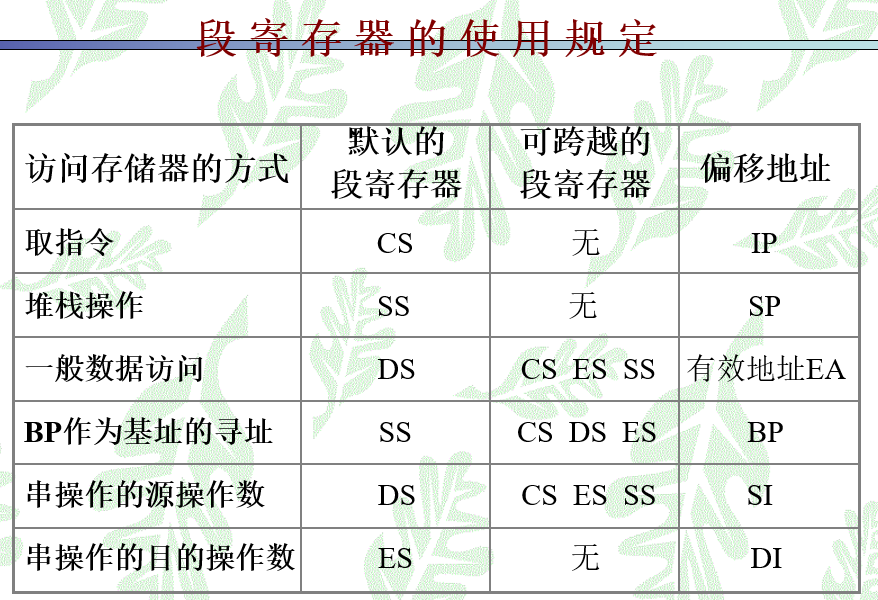 段寄存器的使用规定
访问存储器的方式 默认的段寄存器 可跨越的段寄存器 偏移地址
取指令 CS 无 IP
堆栈操作 SS 无 SP
一般数据访问 DS CS ES SS 有效地址EA
BP作为基址的寻址 SS CS DS ES BP
串操作的源操作数 DS CS ES SS SI
串操作的目的操作数 ES 无 DI